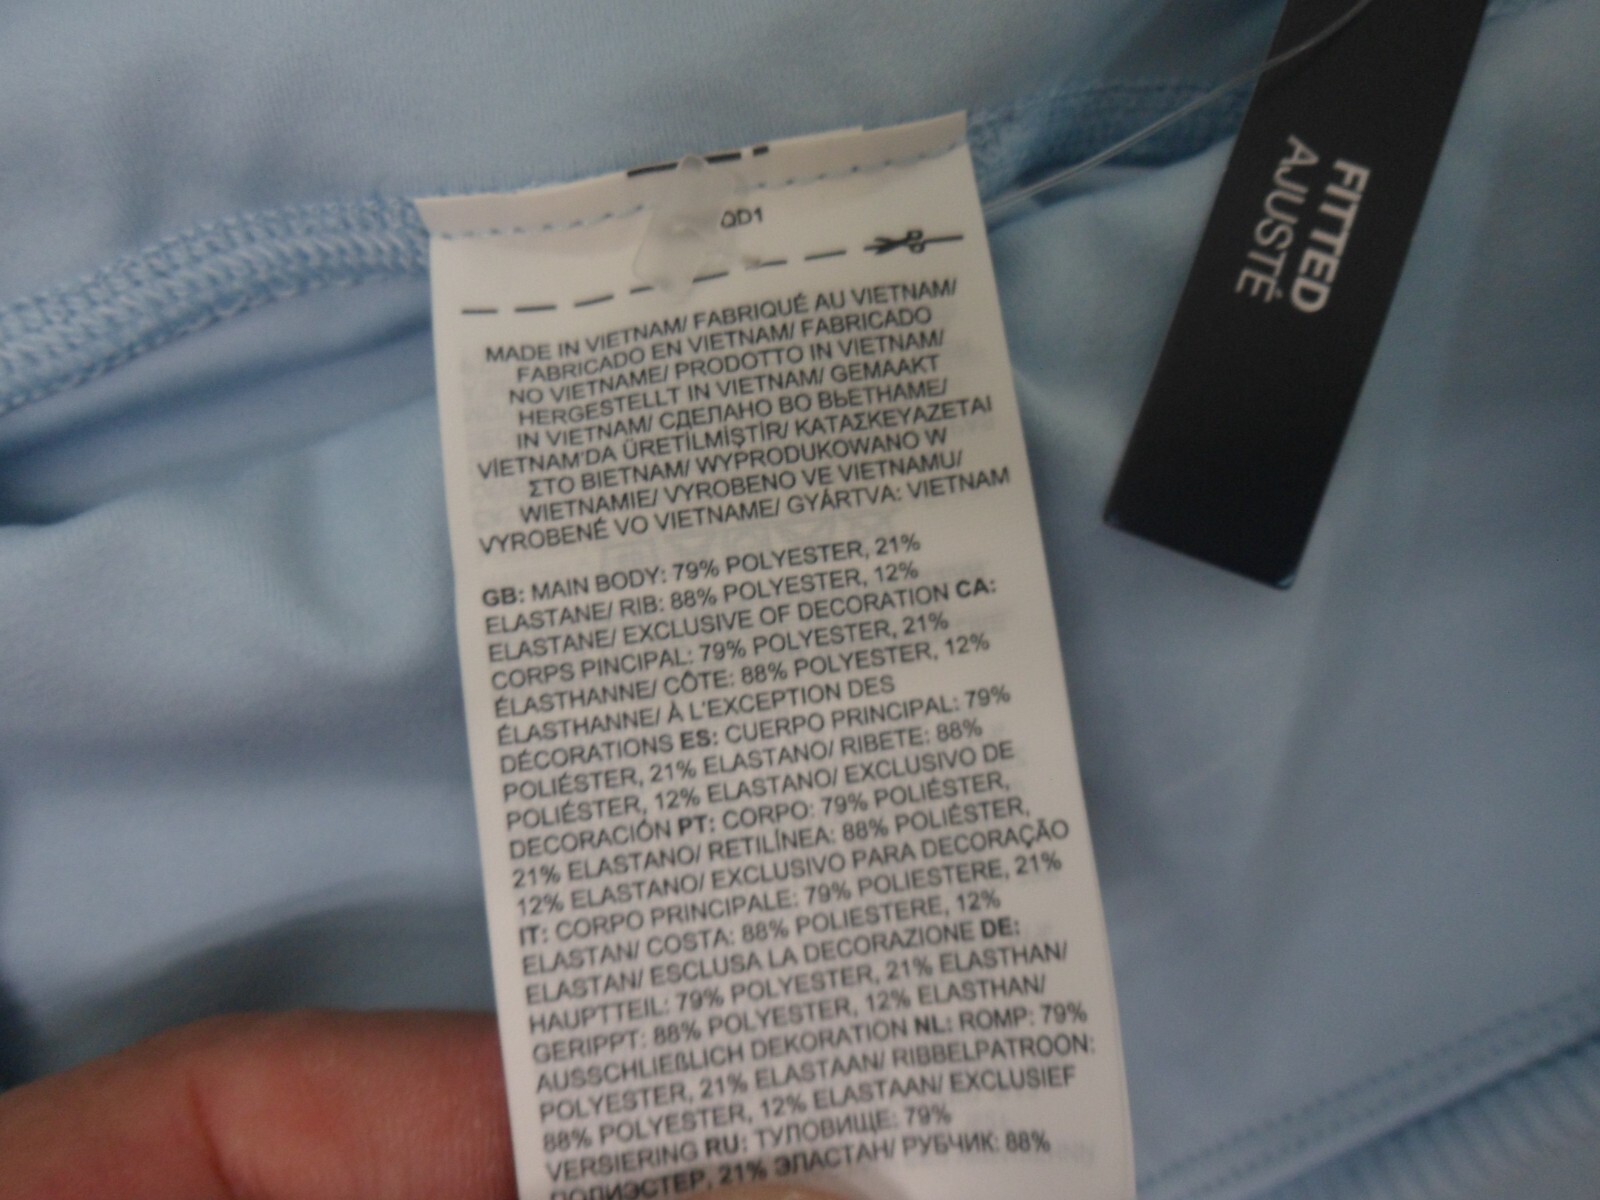 QD1
MADE IN VIETNAM/ FABRIQUÉ AU VIETNAM/
FABRICADO EN VIETNAM/ FABRICADO
NO VIETNAME/ PRODOTTO IN VIETNAM/
HERGESTELLT IN VIETNAM/ GEMAAKT
IN VIETNAM/ СДЕЛАНО ВО ВЬЕТНАМЕ/
VİETNAM'DA ÜRETİLMİŞTİR/ ΚΑΤΑΣΚΕΥΑΖΕΤΑΙ
ΣΤΟ ΒΙΕΤΝΑΜ/ WYPRODUKOWANO W
WIETNAMIE/ VYROBENO VE VIETNAMU/
VYROBENÉ VO VIETNAME/ GYÁRTVA: VIETNAM
GB: MAIN BODY: 79% POLYESTER, 21%
ELASTANE/ RIB: 88% POLYESTER, 12%
ELASTANE/ EXCLUSIVE OF DECORATION CA:
CORPS PINCIPAL: 79% POLYESTER, 21%
ÉLASTHANNE/ CÔTE: 88% POLYESTER, 12%
ÉLASTHANNE/ À L'EXCEPTION DES
DÉCORATIONS ES: CUERPO PRINCIPAL: 79%
POLIÉSTER, 21% ELASTANO/ RIBETE: 88%
POLIÉSTER, 12% ELASTANO/ EXCLUSIVO DE
DECORACIÓN PT: CORPO: 79% POLIÉSTER,
21% ELASTANO/ RETILÍNEA: 88% POLIÉSTER,
12% ELASTANO/ EXCLUSIVO PARA DECORAÇÃO
IT: CORPO PRINCIPALE: 79% POLIESTERE, 21%
ELASTAN/ COSTA: 88% POLIESTERE, 12%
ELASTAN/ ESCLUSA LA DECORAZIONE DE:
HAUPTTEIL: 79% POLYESTER, 21% ELASTHAN/
GERIPPT: 88% POLYESTER, 12% ELASTHAN/
AUSSCHLIEßLICH DEKORATION NL: ROMP: 79%
POLYESTER, 21% ELASTAAN/ RIBBELPATROON:
88% POLYESTER, 12% ELASTAAN/ EXCLUSIEF
VERSIERING RU: ТУЛОВИЩЕ: 79%
ПОЛИЭСТЕР, 21% ЭЛАСТАН/ РУБЧИК: 88%
FITTED
AJUSTÉ